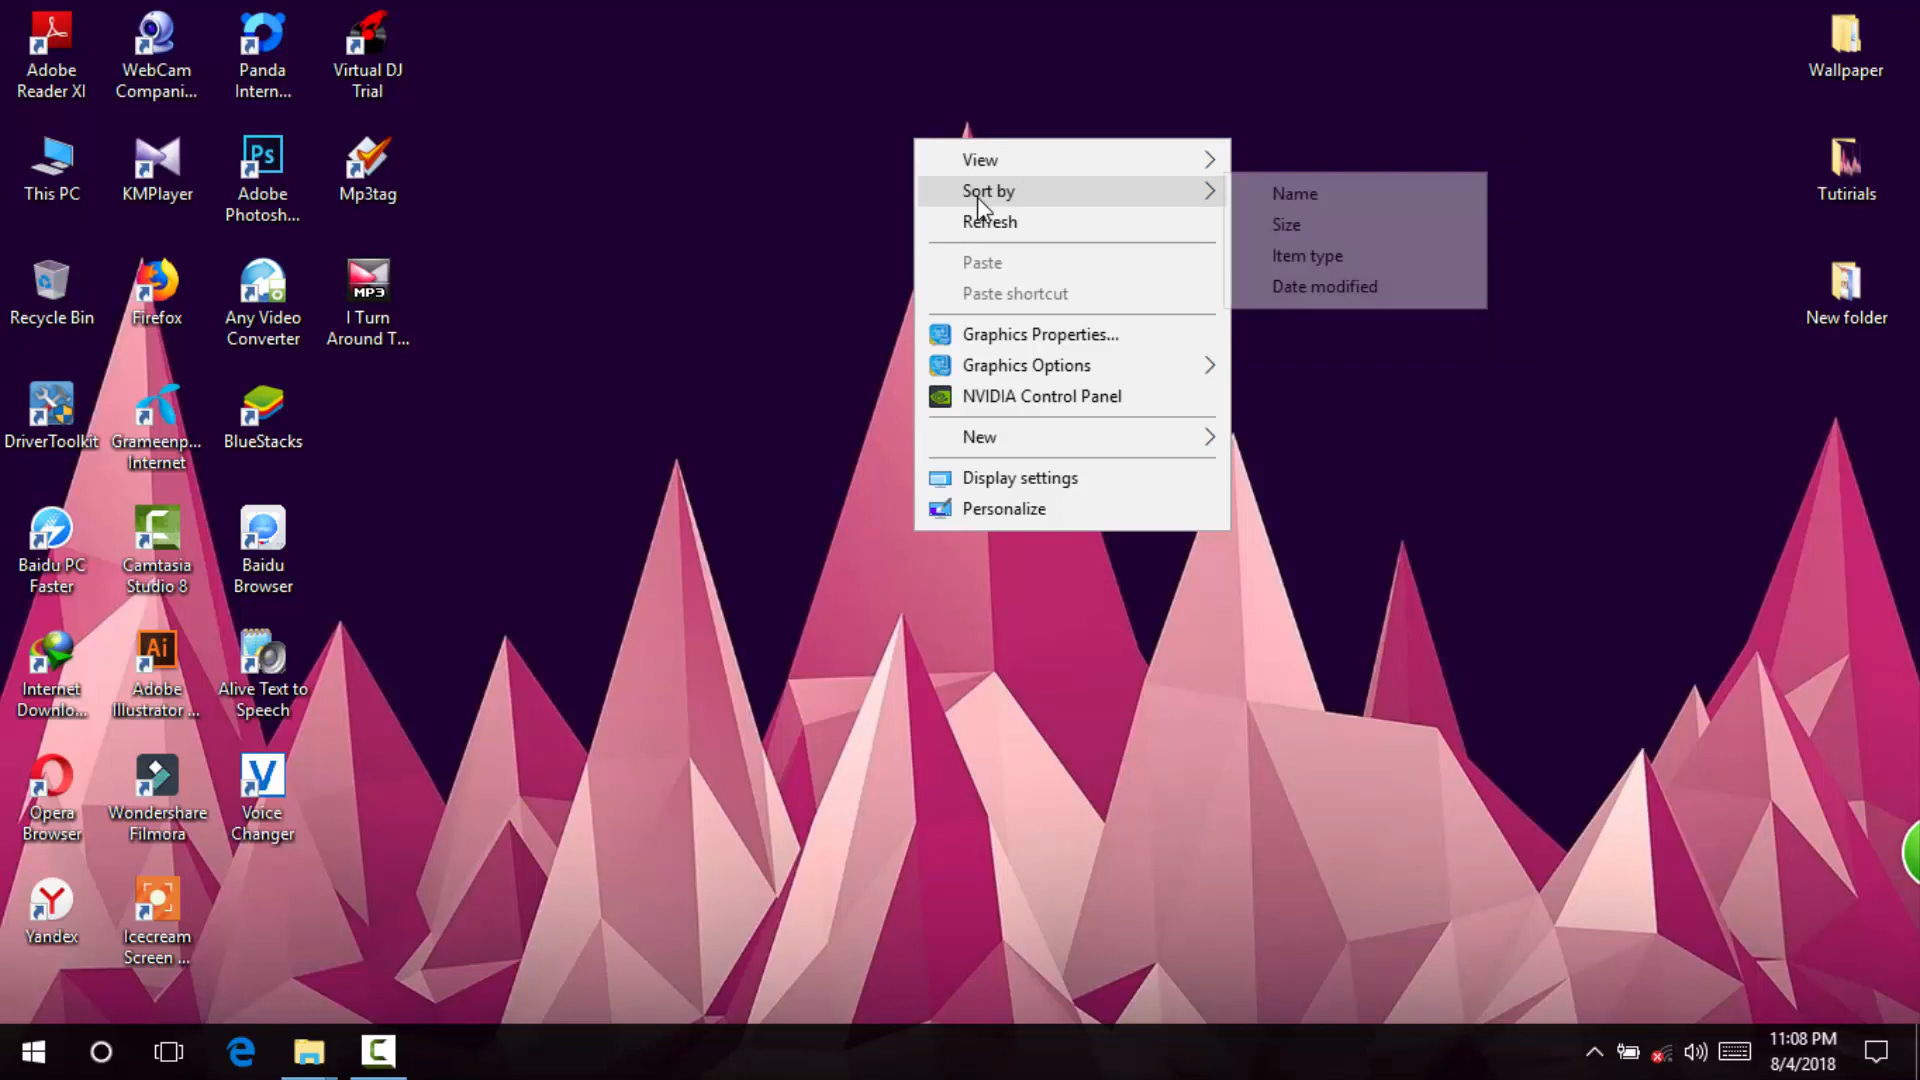 Adobe
Reader XI
WebCam
Compani...
Panda
Intern...
Virtual DJ
Trial
This PC
KMPlayer
Ps
Adobe
Photosh...
Mp3tag
Recycle Bin
Firefox
Any Video
Converter
MP3
I Turn
Around T...
DriverToolkit
Grameenp...
Internet
BlueStacks
Baidu PC
Faster
Camtasia
Studio 8
Baidu
Browser
Internet
Downlo...
Ai
Adobe
Illustrator ...
Alive Text to
Speech
Opera
Browser
Wondershare
Filmora
V
Voice
Changer
Yandex
Icecream
Screen ...
View
Sort by
Refresh
Paste
Paste shortcut
Graphics Properties...
Graphics Options
NVIDIA Control Panel
New
Display settings
Personalize
Name
Size
Item type
Date modified
Wallpaper
Tutirials
New folder
11:08 PM
8/4/2018